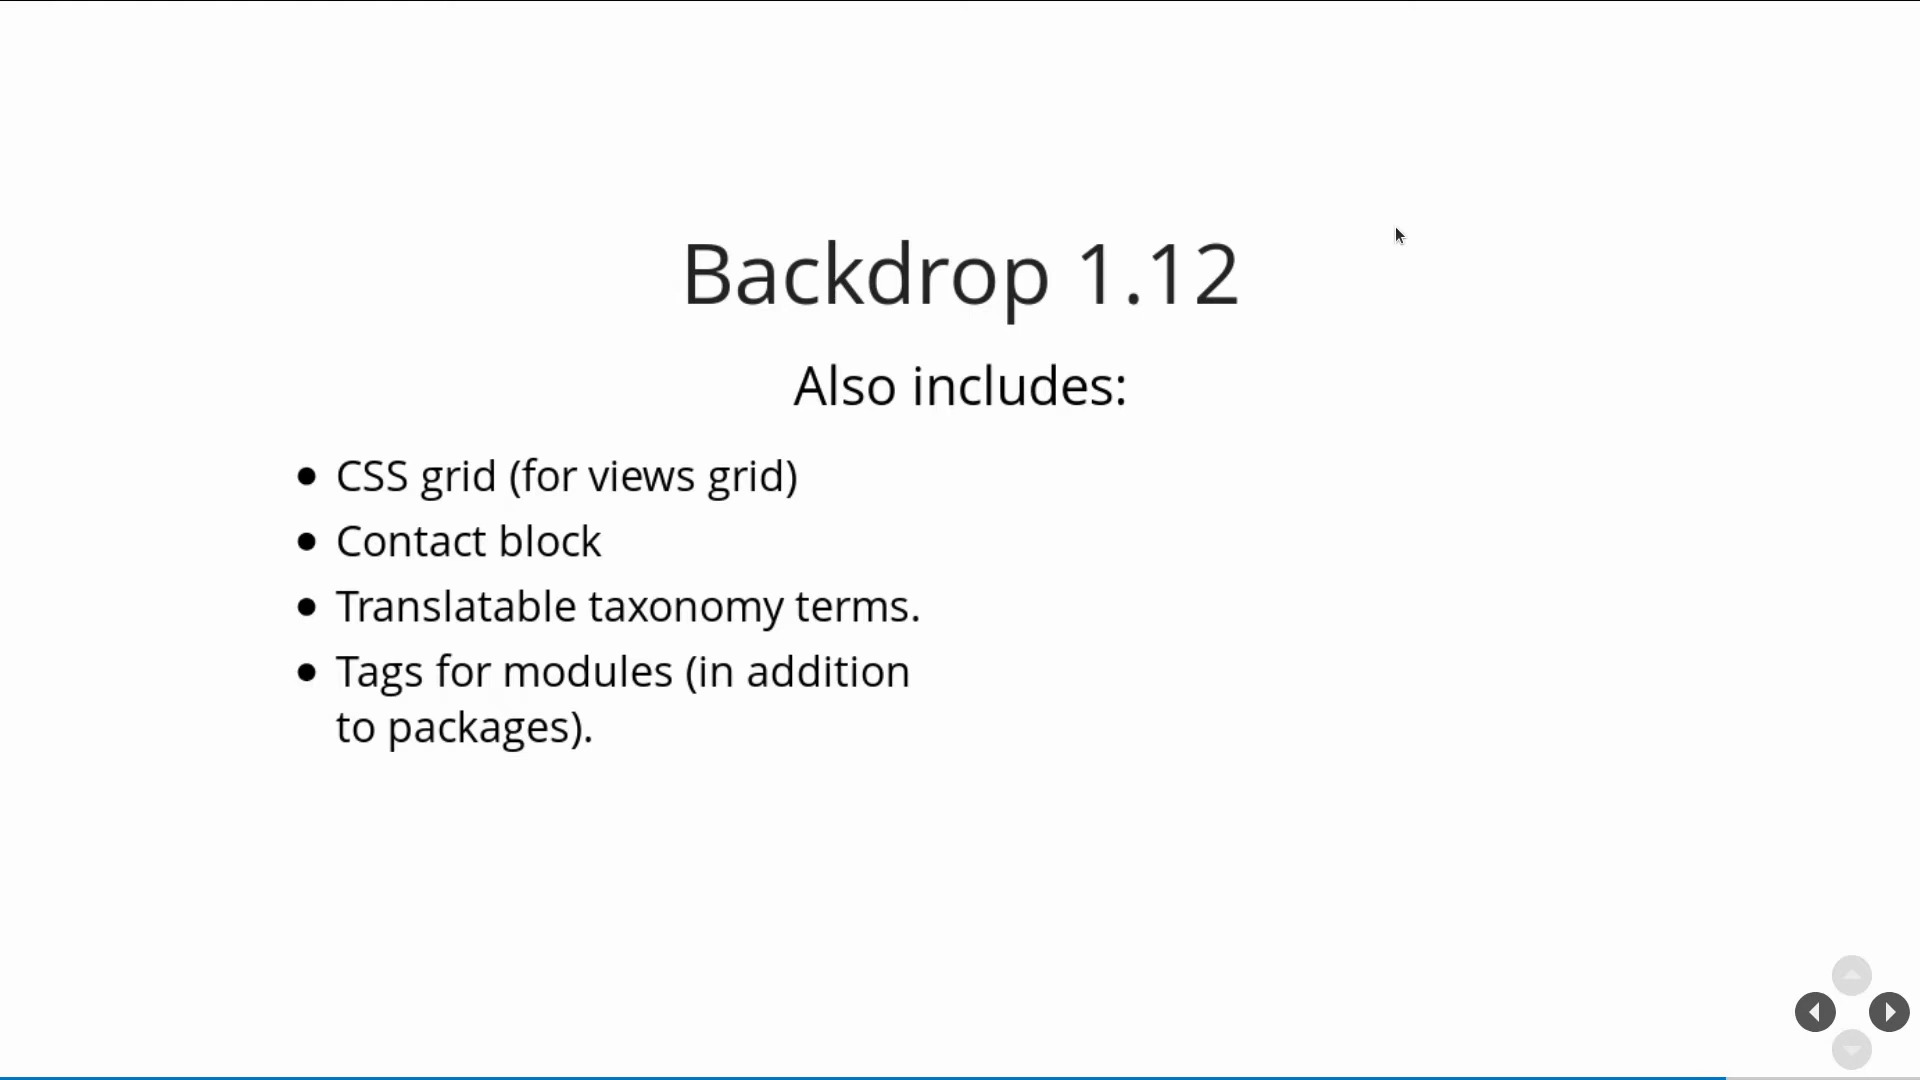 Backdrop 1.12
Also includes:
• CSS grid (for views grid)
• Contact block
• Translatable taxonomy terms.
• Tags for modules (in addition
to packages).